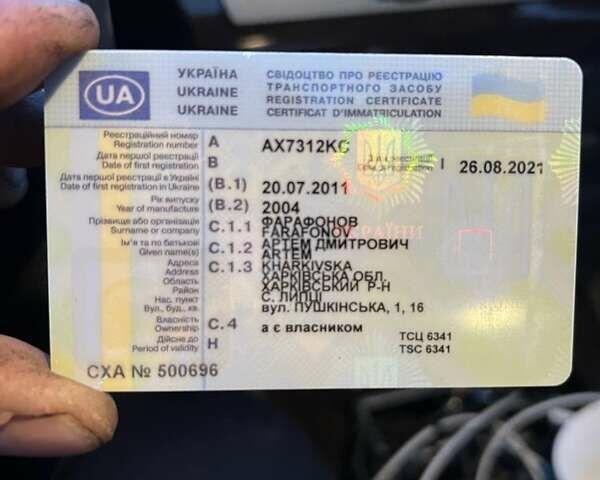 UA
УКРАЇНА
UKRAINE
UKRAINE
СВІДОЦТВО ПРО РЕЄСТРАЦІЮ
ТРАНСПОРТНОГО ЗАСОБУ
REGISTRATION CERTIFICATE
CERTIFICAT D'IMMATRICULATION
Реєстраційний номер
Registration number A AX7312KC
Дата першої реєстрації
Date of first registration B I 26.08.2021
Дата першої реєстрації в Україні
Date of first registration in Ukraine (B.1) 20.07.2011
Рік випуску
Year of manufacture (B.2) 2004
Прізвище або організація
Surname or company C.1.1 ФАРАФОНОВ
FARAFONOV
Ім'я та по батькові
Given name(s) C.1.2 АРТЕМ ДМИТРОВИЧ
ARTEM
Адреса
Address C.1.3 KHARKIVSKA
Область ХАРКІВСЬКА ОБЛ.
Район ХАРКІВСЬКИЙ Р-Н
Нас. пункт С. ЛИПЦІ
Вул., буд., кв. вул. ПУШКІНСЬКА, 1, 16
Власність
Ownership C.4 а є власником
Дійсне до
Period of validity H
ТСЦ 6341
TSC 6341
СХА № 500696